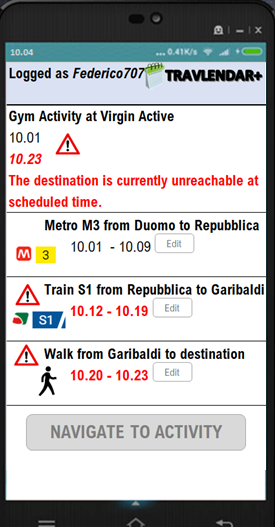 10.04
... 0.41K/s
Logged as Federico707 TRAVLENDAR+
Gym Activity at Virgin Active
10.01
10.23
The destination is currently unreachable at
scheduled time.
Metro M3 from Duomo to Repubblica
10.01 - 10.09 Edit
M 3
Train S1 from Repubblica to Garibaldi
10.12 - 10.19 Edit
S1
Walk from Garibaldi to destination
10.20 - 10.23 Edit
NAVIGATE TO ACTIVITY